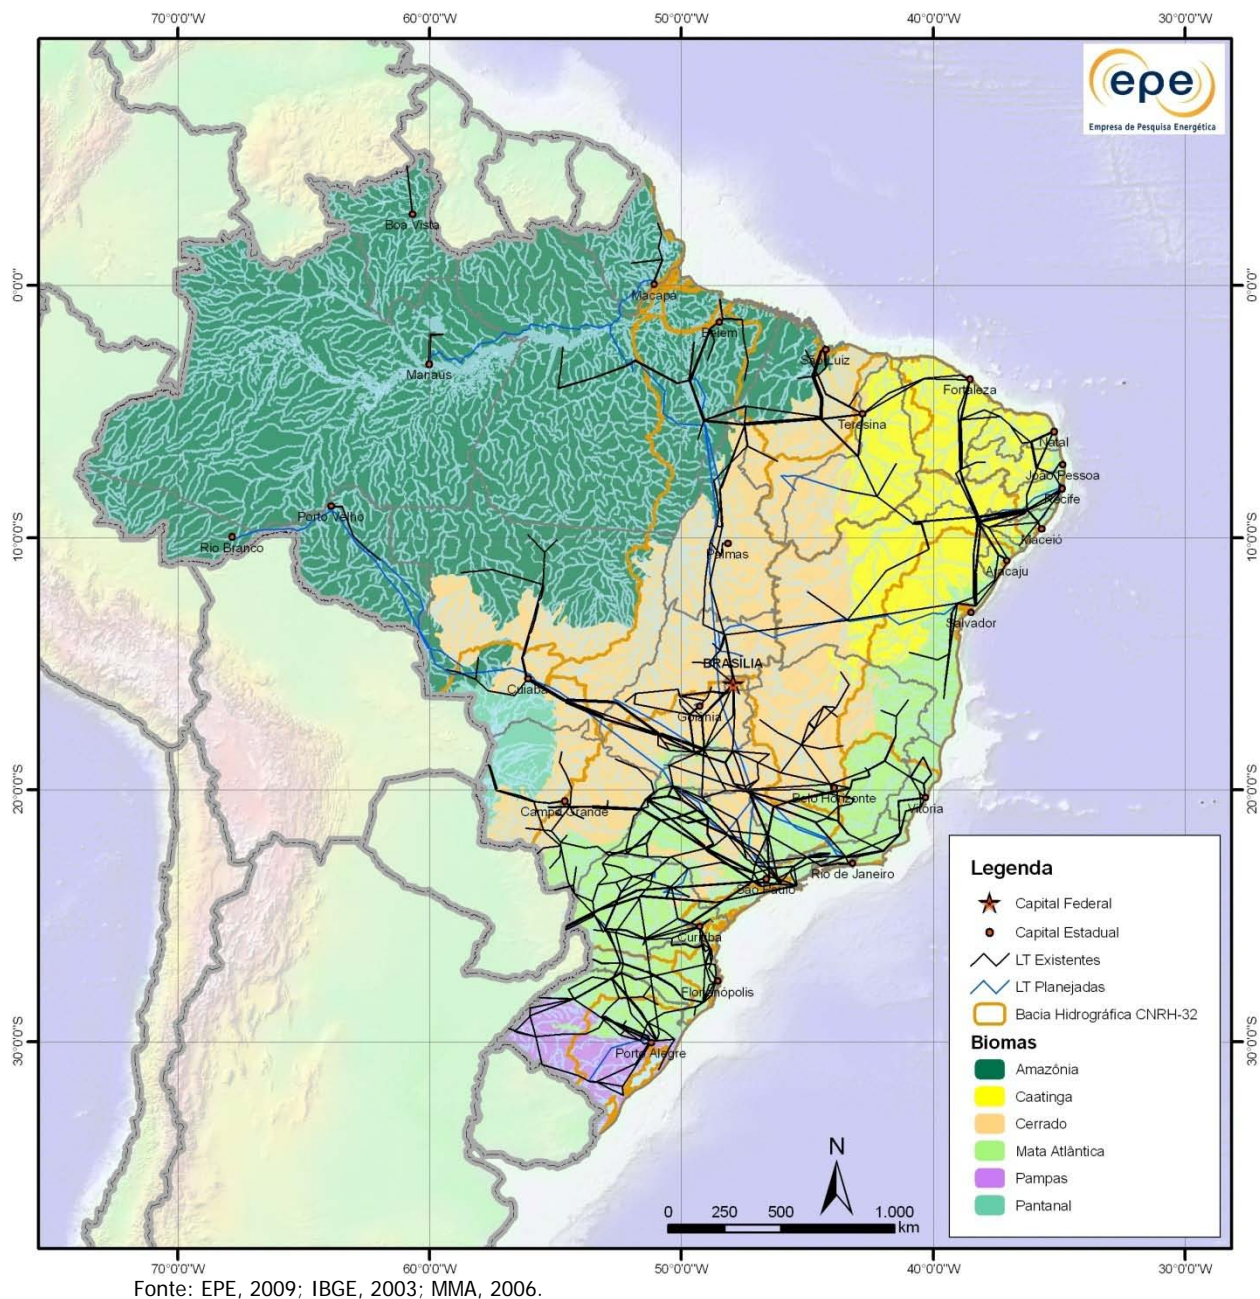 70°0'0"W 60°0'0"W 50°0'0"W 40°0'0"W 30°0'0"W
epe
Empresa de Pesquisa Energética
Boa Vista
0°0'0" 0°0'0"
Macapá
Belém
Manaus
São Luiz
Fortaleza
Teresina
Natal
João Pessoa
Recife
Porto Velho
Rio Branco
10°0'0"S 10°0'0"S
Palmas
Maceió
Aracaju
Salvador
BRASÍLIA
Cuiabá
Goiânia
20°0'0"S 20°0'0"S
Belo Horizonte
Campo Grande
Vitória
Rio de Janeiro
São Paulo
Curitiba
Florianópolis
30°0'0"S 30°0'0"S
Porto Alegre
Legenda
Capital Federal
Capital Estadual
LT Existentes
LT Planejadas
Bacia Hidrográfica CNRH-32
Biomas
Amazônia
Caatinga
Cerrado
Mata Atlântica
Pampas
Pantanal
N
0 250 500 1.000
km
70°0'0"W 60°0'0"W 50°0'0"W 40°0'0"W 30°0'0"W
Fonte: EPE, 2009; IBGE, 2003; MMA, 2006.